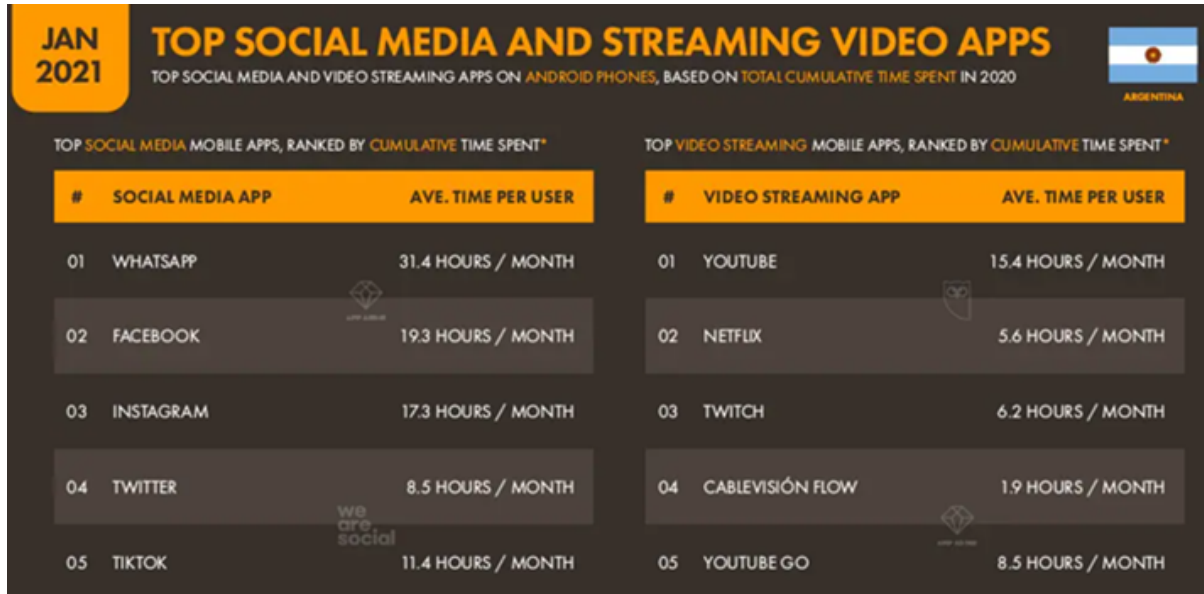 JAN
2021
TOP SOCIAL MEDIA AND STREAMING VIDEO APPS
TOP SOCIAL MEDIA AND VIDEO STREAMING APPS ON ANDROID PHONES, BASED ON TOTAL CUMULATIVE TIME SPENT IN 2020
ARGENTINA
TOP SOCIAL MEDIA MOBILE APPS, RANKED BY CUMULATIVE TIME SPENT*
# SOCIAL MEDIA APP AVE. TIME PER USER
01 WHATSAPP 31.4 HOURS / MONTH
02 FACEBOOK 19.3 HOURS / MONTH
03 INSTAGRAM 17.3 HOURS / MONTH
04 TWITTER 8.5 HOURS / MONTH
05 TIKTOK 11.4 HOURS / MONTH
we
are
social
TOP VIDEO STREAMING MOBILE APPS, RANKED BY CUMULATIVE TIME SPENT*
# VIDEO STREAMING APP AVE. TIME PER USER
01 YOUTUBE 15.4 HOURS / MONTH
02 NETFLIX 5.6 HOURS / MONTH
03 TWITCH 6.2 HOURS / MONTH
04 CABLEVISIÓN FLOW 1.9 HOURS / MONTH
05 YOUTUBE GO 8.5 HOURS / MONTH